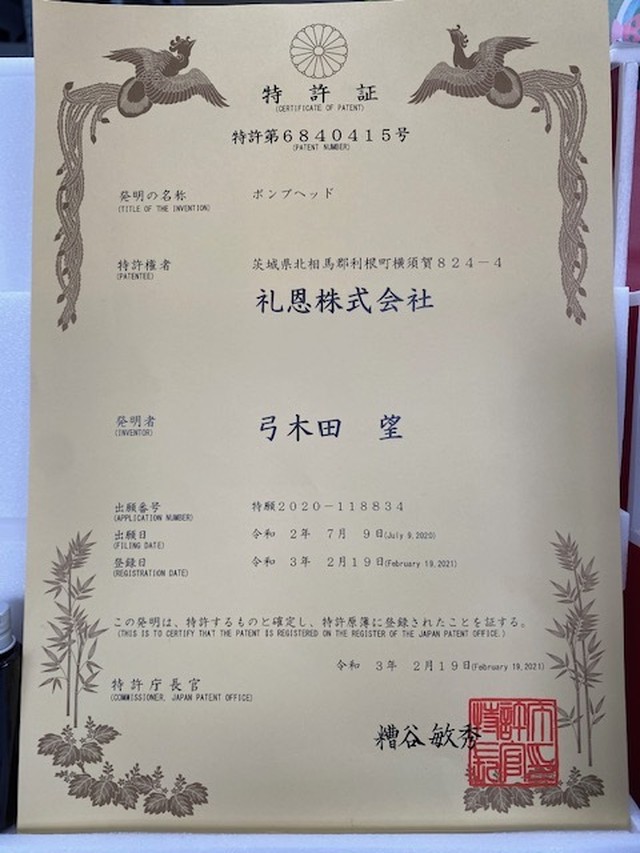 特許証
(CERTIFICATE OF PATENT)
特許第6840415号
(PATENT NUMBER)
発明の名称 ポンプヘッド
(TITLE OF THE INVENTION)
特許権者 茨城県北相馬郡利根町横須賀824-4
(PATENTEE)
礼恩株式会社
発明者 弓木田 望
(INVENTOR)
出願番号 特願2020-118834
(APPLICATION NUMBER)
出願日 令和 2年 7月 9日(July 9,2020)
(FILING DATE)
登録日 令和 3年 2月19日(February 19,2021)
(REGISTRATION DATE)
この発明は、特許するものと確定し、特許原簿に登録されたことを証する。
(THIS IS TO CERTIFY THAT THE PATENT IS REGISTERED ON THE REGISTER OF THE JAPAN PATENT OFFICE.)
令和 3年 2月19日(February 19,2021)
特許庁長官
(COMMISSIONER, JAPAN PATENT OFFICE)
糟谷敏秀